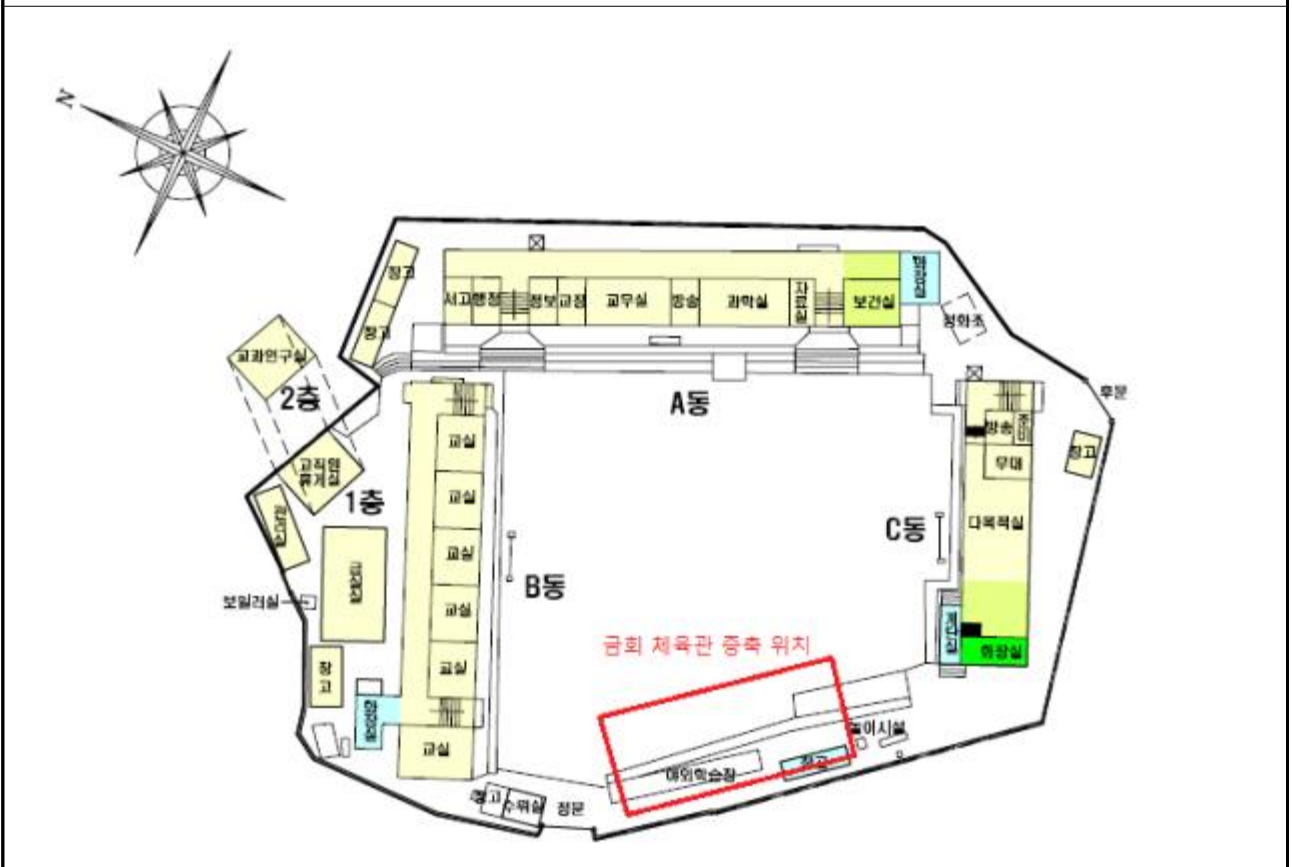 N
창고
서고
행정
정보
교장
교무실
방송
과학실
자료실
보건실
화장실
정화조
창고
교과연구실
2층
A동
후문
방송
창고
무대
교실
교직원
휴게실
1층
교실
C동
다목적실
교실
B동
보일러실
교실
금회 체육관 증축 위치
화장실
교실
창고
놀이시설
교실
야외학습장
창고
창고
수위실
정문